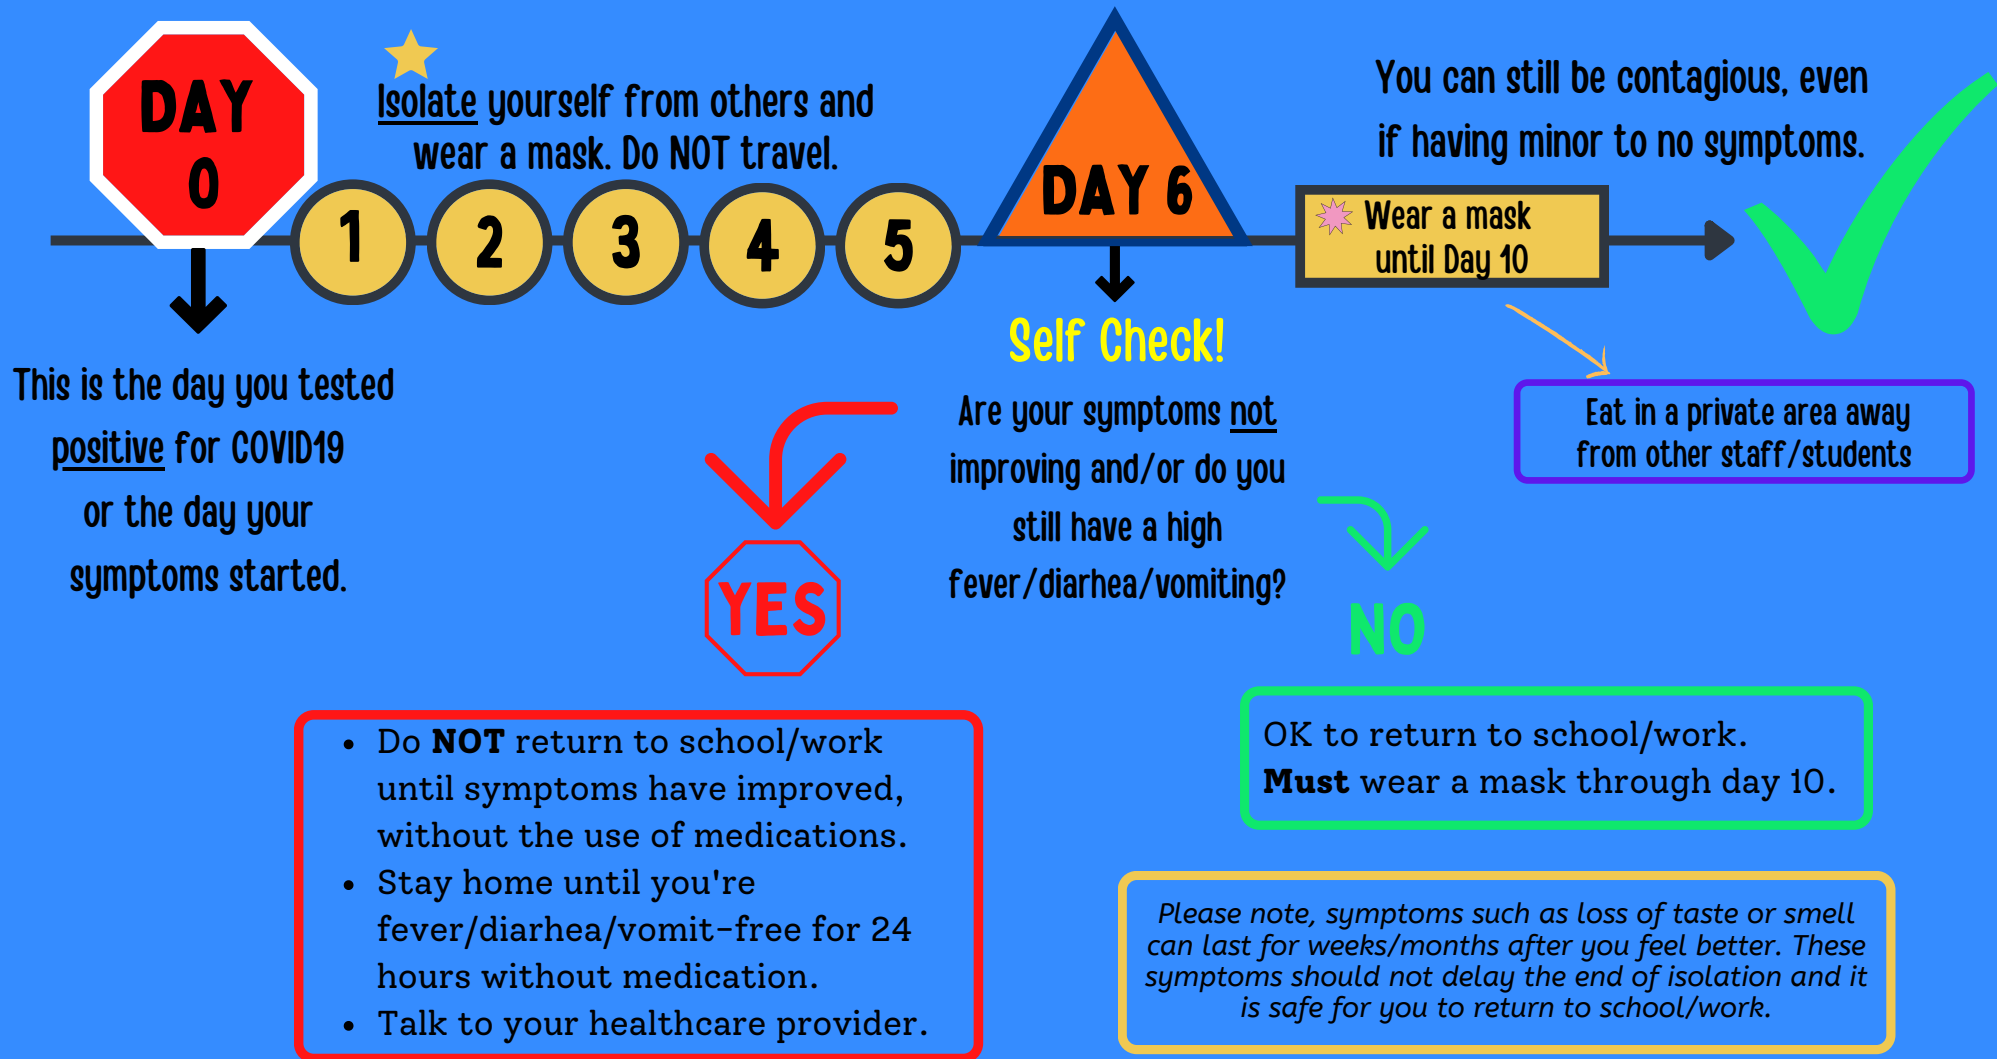 DAY
0
Isolate yourself from others and
wear a mask. Do NOT travel.
1
2
3
4
5
DAY 6
You can still be contagious, even
if having minor to no symptoms.
Wear a mask
until Day 10
This is the day you tested
positive for COVID19
or the day your
symptoms started.
Self Check!
Are your symptoms not
improving and/or do you
still have a high
fever/diarhea/vomiting?
Eat in a private area away
from other staff/students
YES
NO
• Do NOT return to school/work
until symptoms have improved,
without the use of medications.
• Stay home until you're
fever/diarhea/vomit-free for 24
hours without medication.
• Talk to your healthcare provider.
OK to return to school/work.
Must wear a mask through day 10.
Please note, symptoms such as loss of taste or smell
can last for weeks/months after you feel better. These
symptoms should not delay the end of isolation and it
is safe for you to return to school/work.